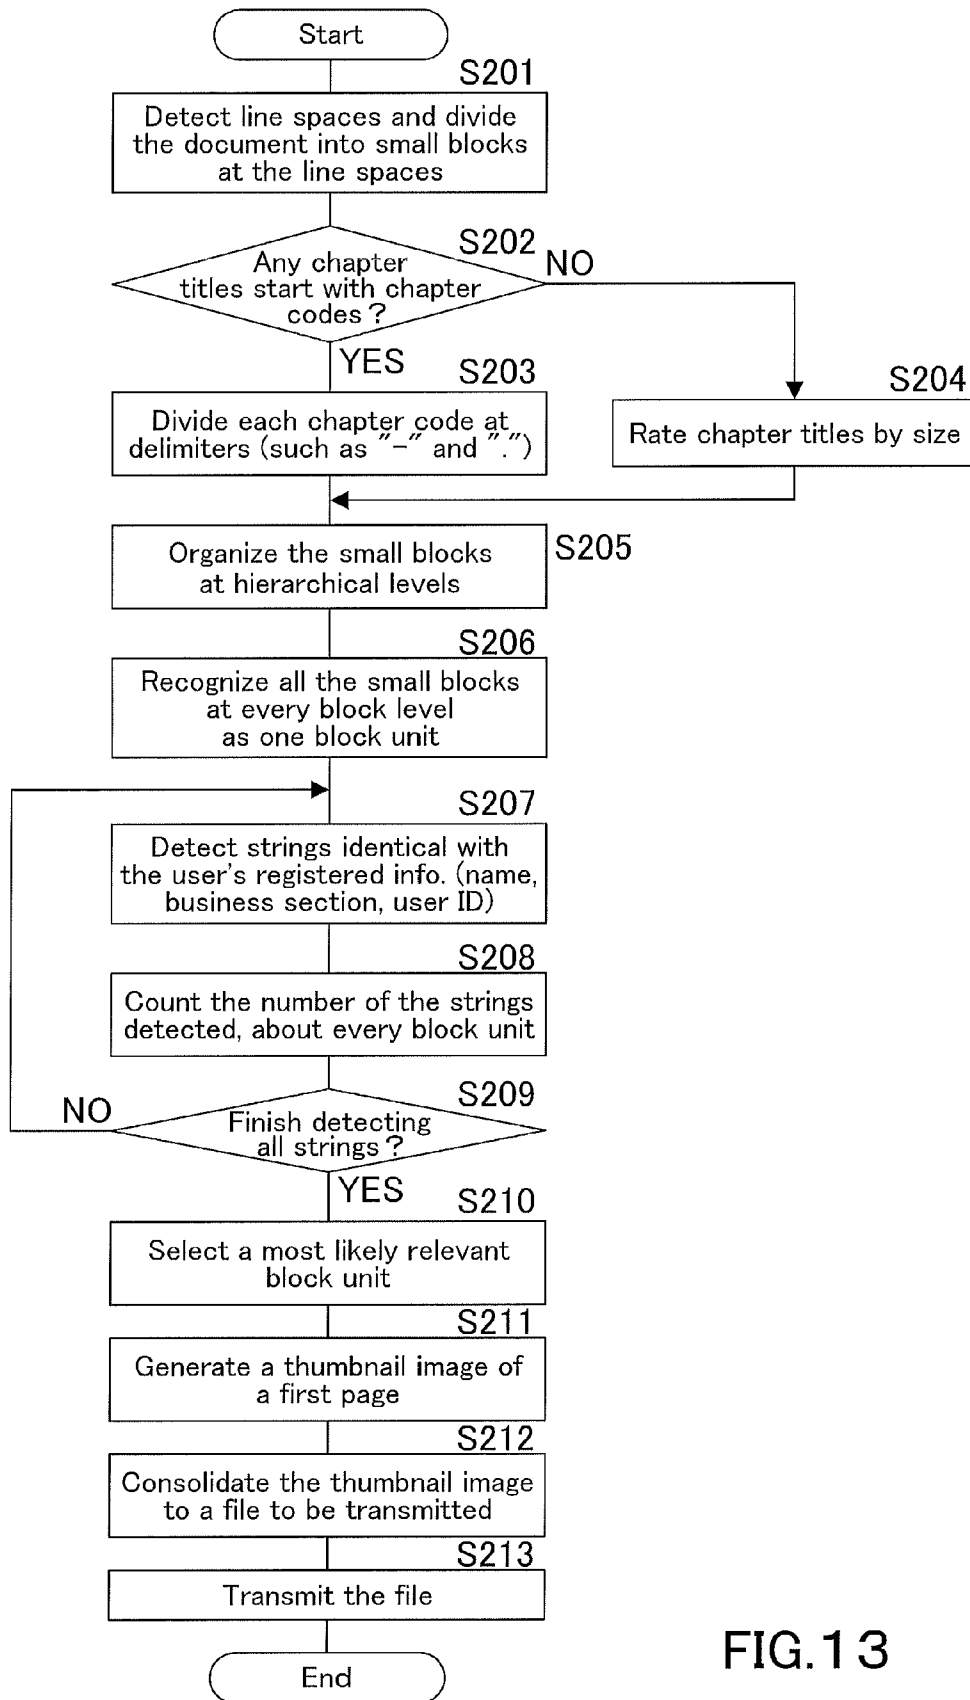 Start
S201
Detect line spaces and divide
the document into small blocks
at the line spaces
S202
Any chapter
titles start with chapter
codes?
NO
YES
S203
Divide each chapter code at
delimiters (such as "-" and ".")
S204
Rate chapter titles by size
Organize the small blocks
at hierarchical levels
S205
S206
Recognize all the small blocks
at every block level
as one block unit
S207
Detect strings identical with
the user's registered info. (name,
business section, user ID)
S208
Count the number of the strings
detected, about every block unit
S209
NO
Finish detecting
all strings?
YES
S210
Select a most likely relevant
block unit
S211
Generate a thumbnail image of
a first page
S212
Consolidate the thumbnail image
to a file to be transmitted
S213
Transmit the file
End
FIG.13